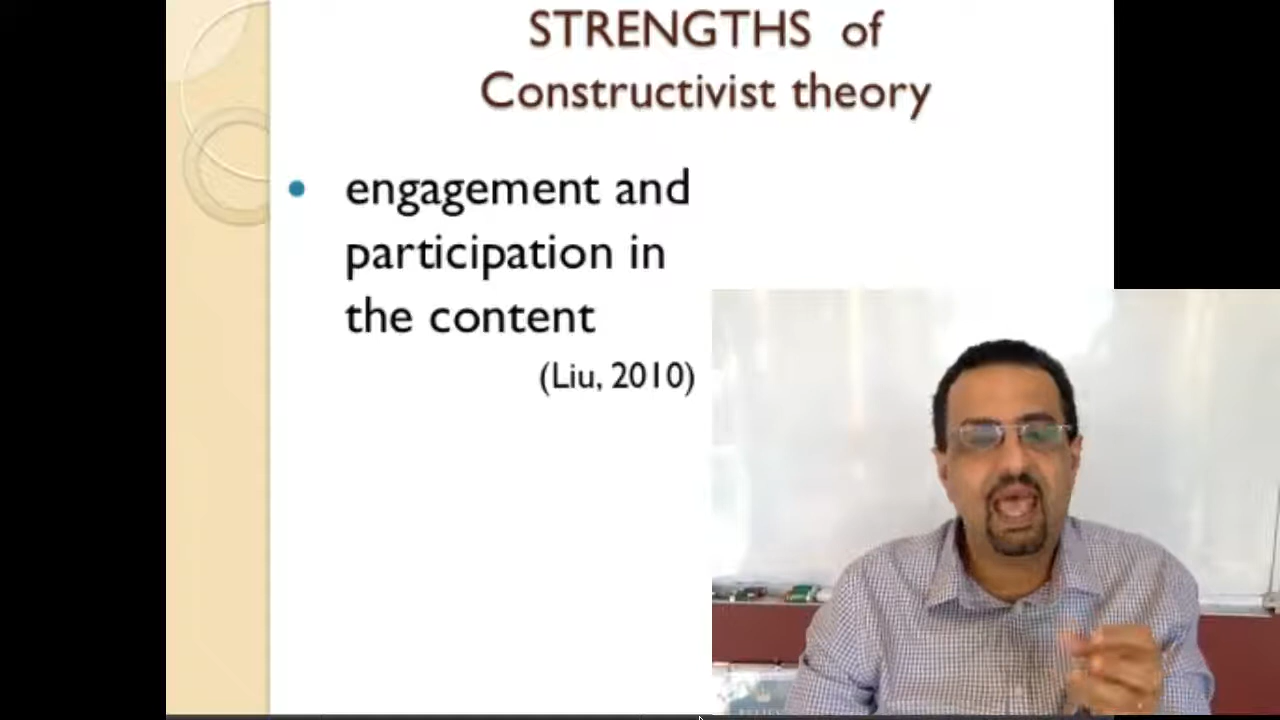 STRENGTHS of
Constructivist theory
• engagement and
participation in
the content
(Liu, 2010)